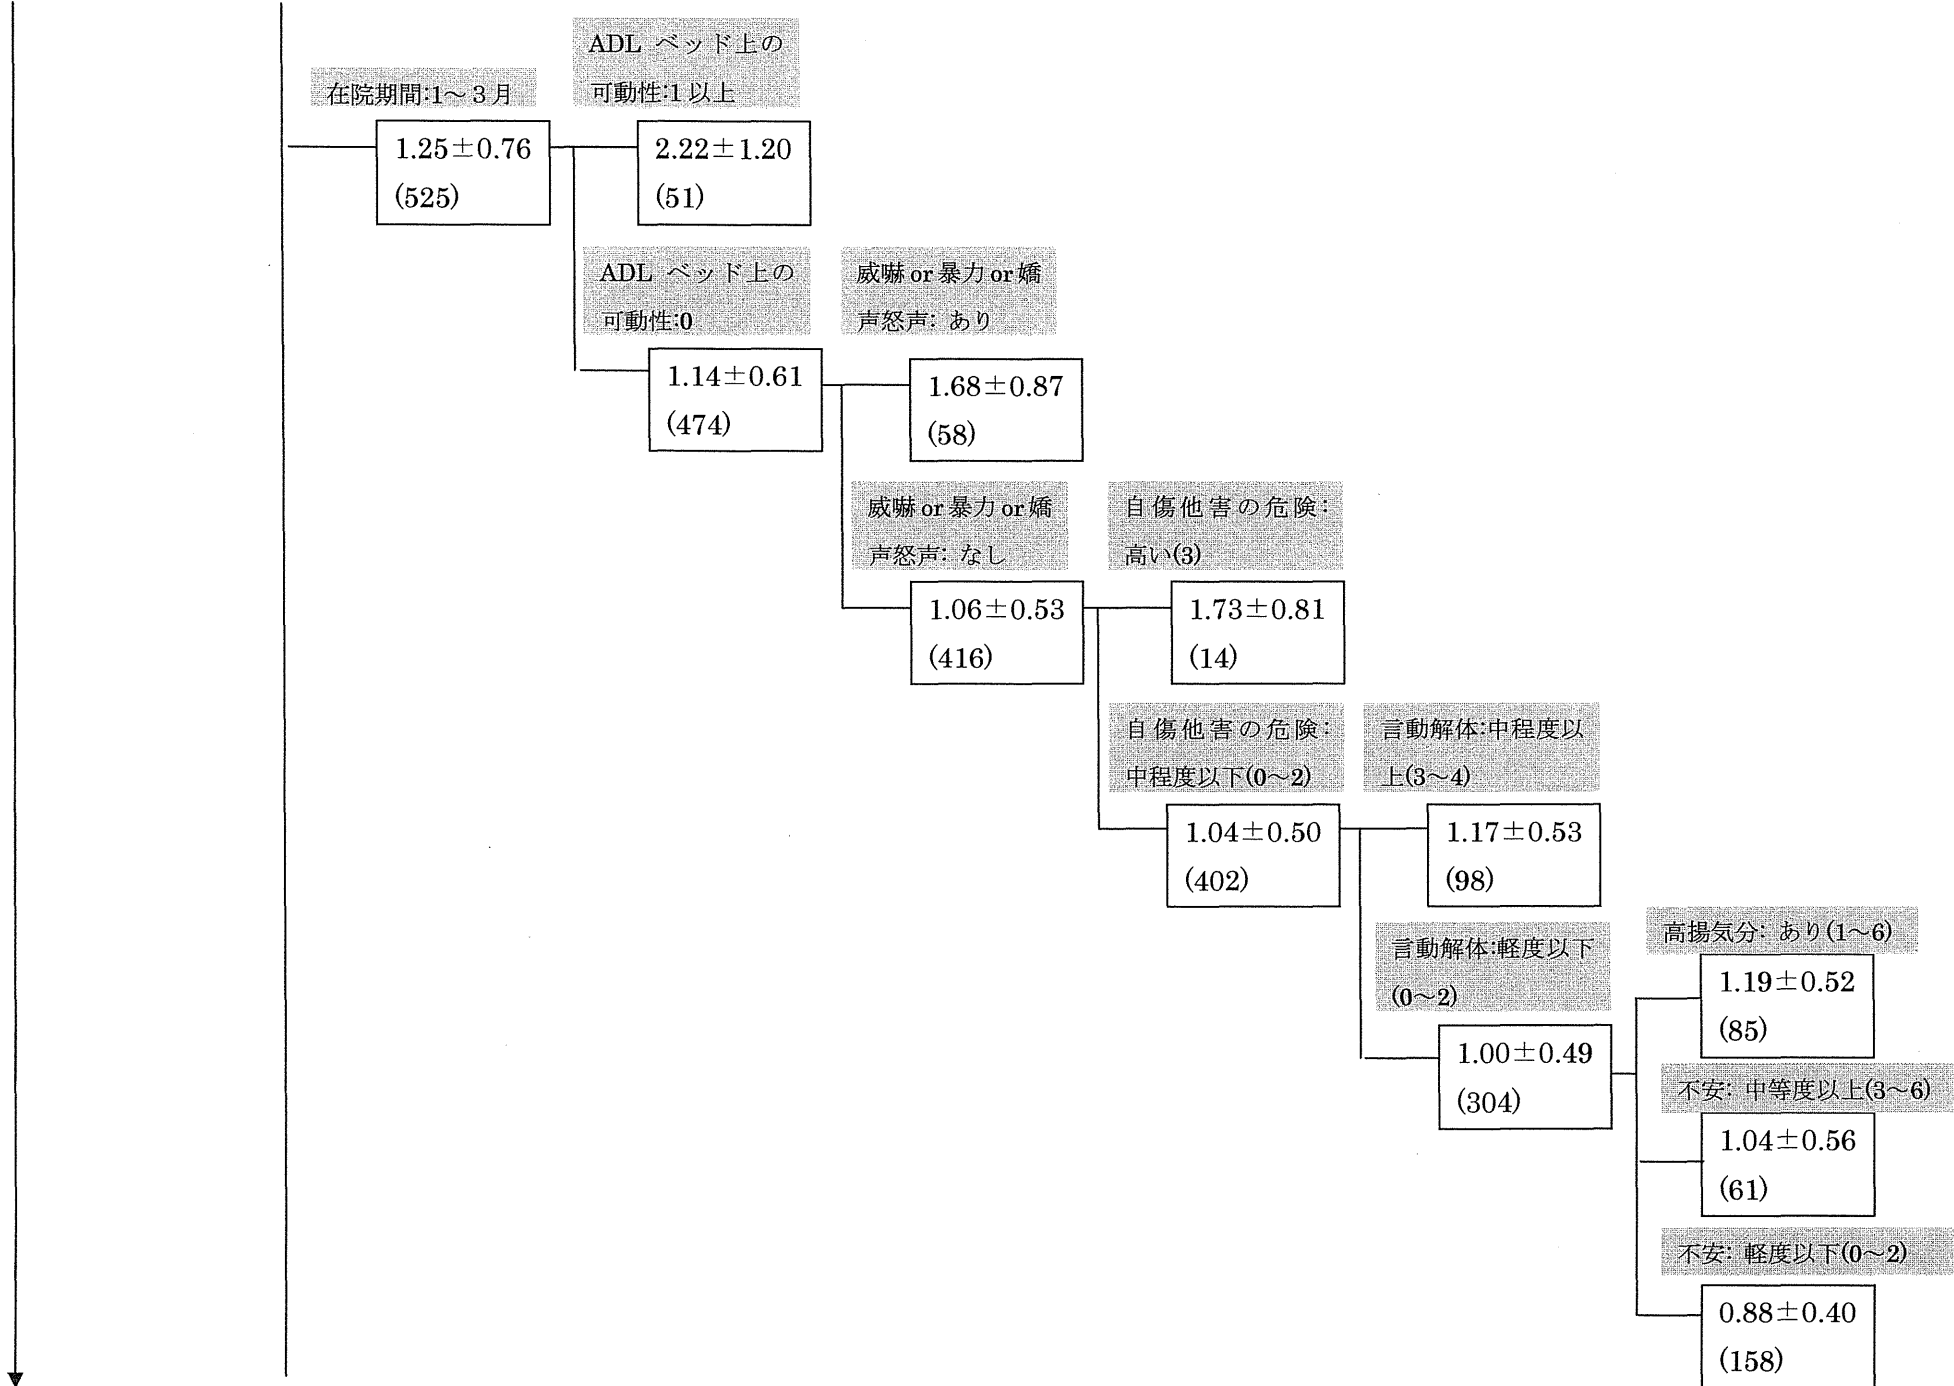 在院期間:1～3月
1.25±0.76
(525)
ADL ベッド上の
可動性:1以上
2.22±1.20
(51)
ADL ベッド上の
可動性:0
1.14±0.61
(474)
威嚇or暴力or嬌
声怒声: あり
1.68±0.87
(58)
威嚇or暴力or嬌
声怒声: なし
1.06±0.53
(416)
自傷他害の危険:
高い(3)
1.73±0.81
(14)
自傷他害の危険:
中程度以下(0～2)
1.04±0.50
(402)
言動解体:中程度以
上(3～4)
1.17±0.53
(98)
言動解体:軽度以下
(0～2)
1.00±0.49
(304)
高揚気分: あり(1～6)
1.19±0.52
(85)
不安: 中等度以上(3～6)
1.04±0.56
(61)
不安: 軽度以下(0～2)
0.88±0.40
(158)